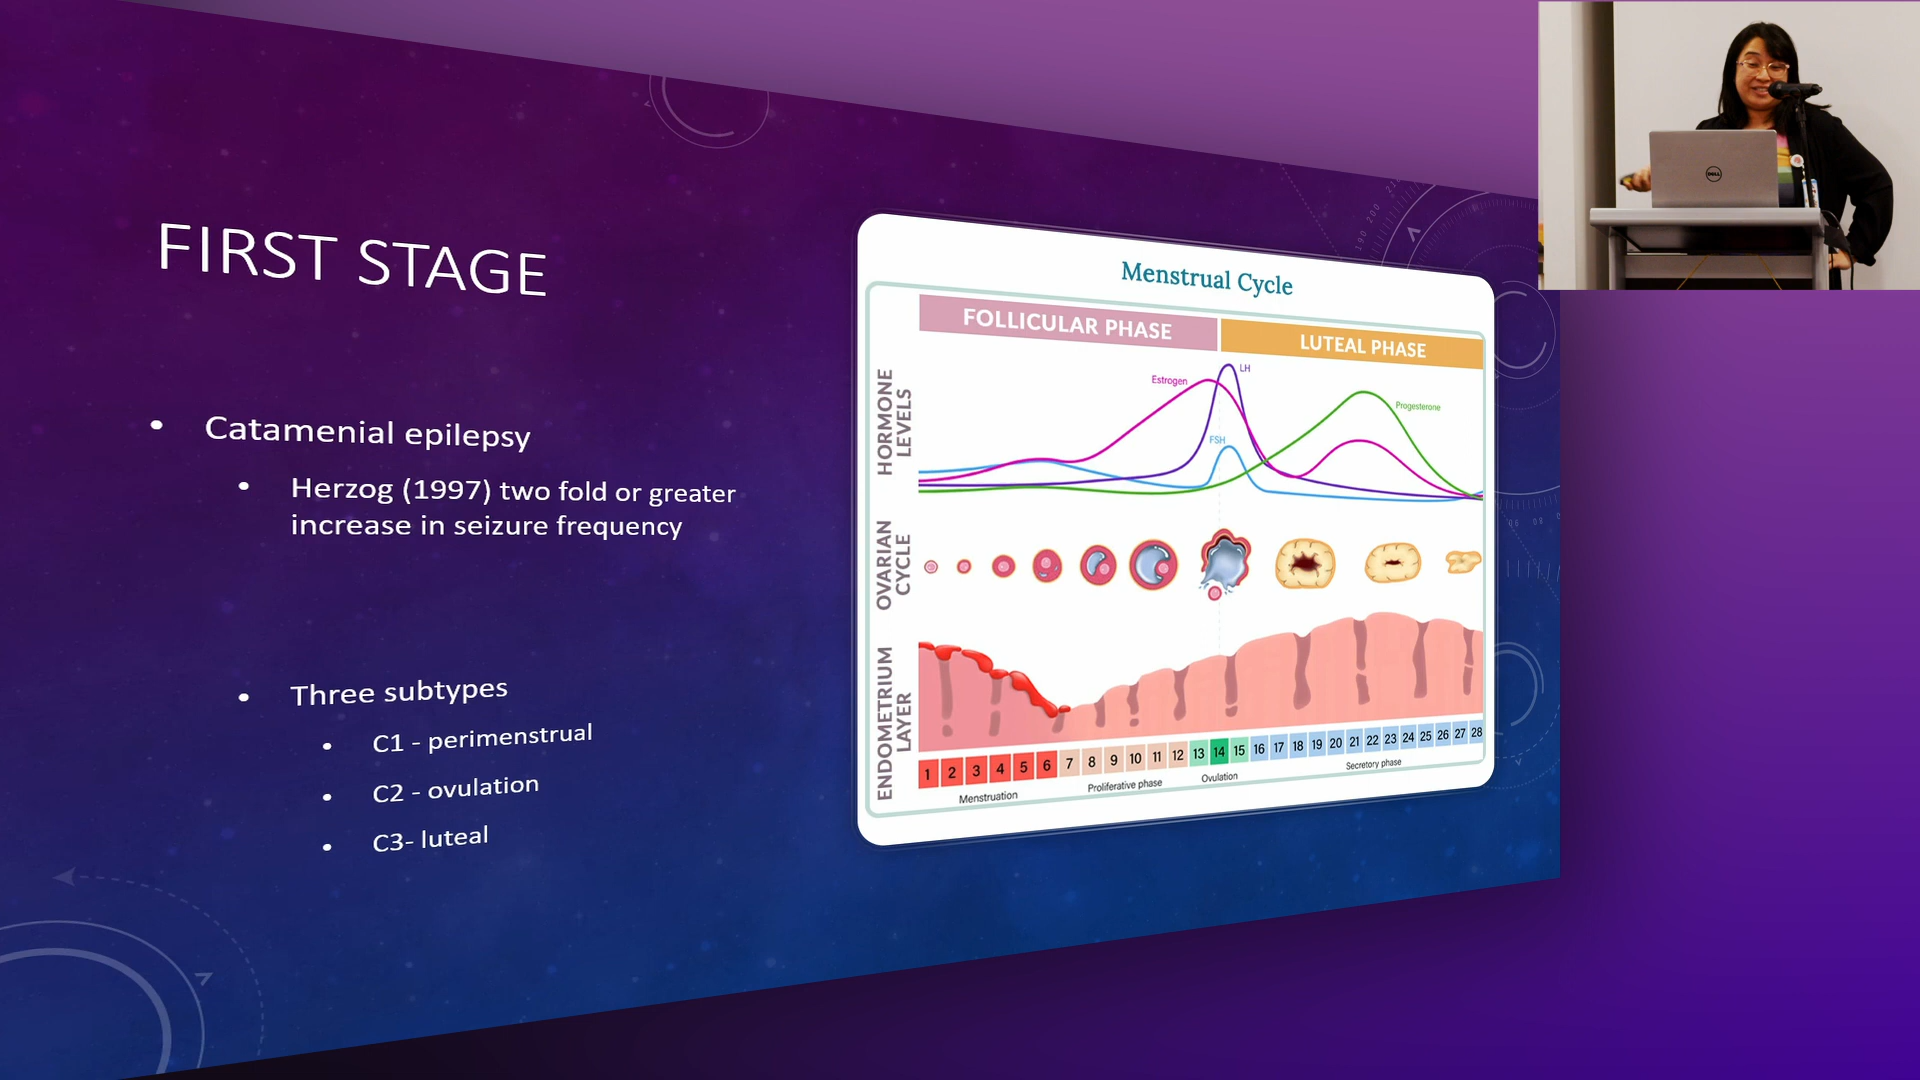 FIRST STAGE
• Catamenial epilepsy
• Herzog (1997) two fold or greater
increase in seizure frequency
• Three subtypes
• C1 - perimenstrual
• C2 - ovulation
• C3- luteal
Menstrual Cycle
FOLLICULAR PHASE
LUTEAL PHASE
HORMONE
LEVELS
Estrogen
LH
FSH
Progesterone
OVARIAN
CYCLE
ENDOMETRIUM
LAYER
1 2 3 4 5 6 7 8 9 10 11 12 13 14 15 16 17 18 19 20 21 22 23 24 25 26 27 28
Menstruation
Proliferative phase
Ovulation
Secretory phase
DELL